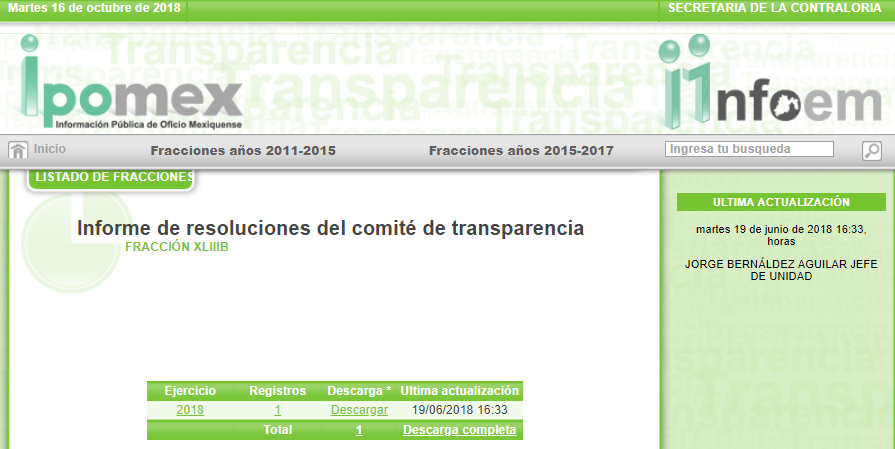 Martes 16 de octubre de 2018
SECRETARIA DE LA CONTRALORIA
ipomex
Información Pública de Oficio Mexiquense
infoem
Inicio
Fracciones años 2011-2015
Fracciones años 2015-2017
Ingresa tu busqueda
LISTADO DE FRACCIONES
Informe de resoluciones del comité de transparencia
FRACCIÓN XLIIIB
Ejercicio Registros Descarga * Ultima actualización
2018 1 Descargar 19/06/2018 16:33
Total 1 Descarga completa
ULTIMA ACTUALIZACIÓN
martes 19 de junio de 2018 16:33,
horas
JORGE BERNÁLDEZ AGUILAR JEFE
DE UNIDAD